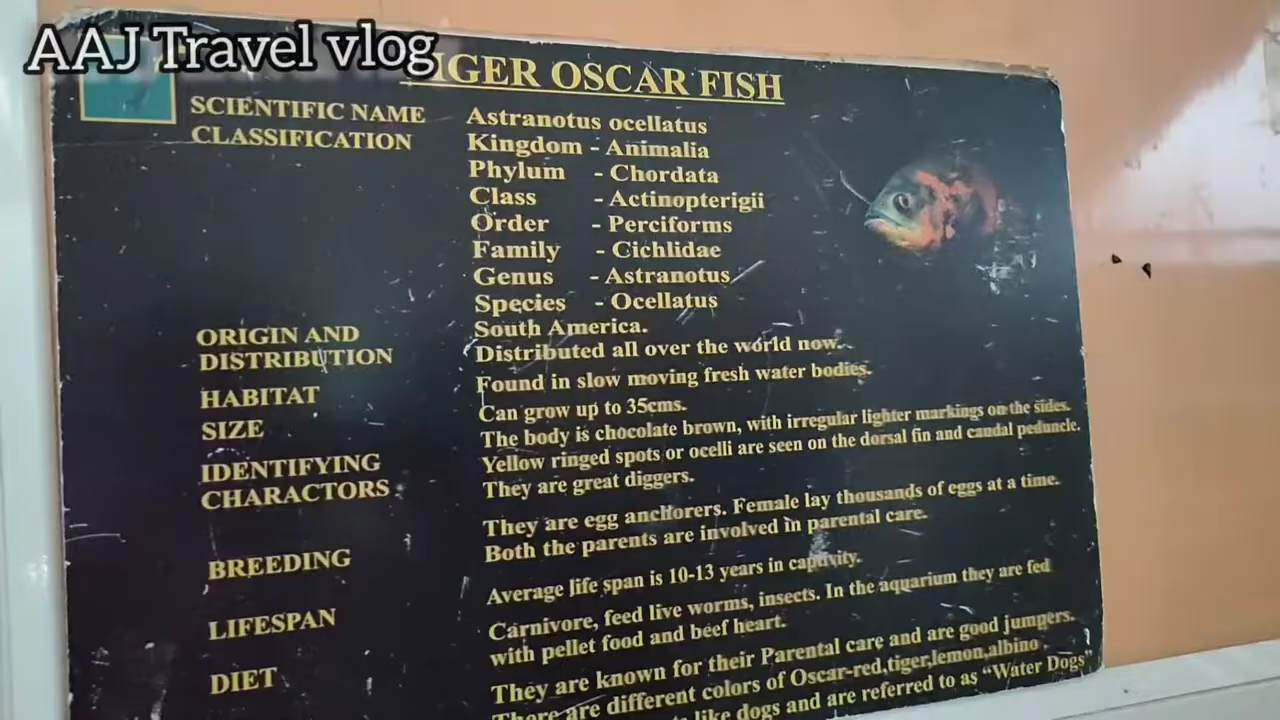 AAJ Travel vlog
IGER OSCAR FISH
SCIENTIFIC NAME Astranotus ocellatus
CLASSIFICATION Kingdom - Animalia
Phylum - Chordata
Class - Actinopterigii
Order - Perciforms
Family - Cichlidae
Genus - Astranotus
Species - Ocellatus
ORIGIN AND South America.
DISTRIBUTION Distributed all over the world now.
HABITAT Found in slow moving fresh water bodies.
SIZE Can grow up to 35cms.
IDENTIFYING The body is chocolate brown, with irregular lighter markings on the sides.
CHARACTORS Yellow ringed spots or ocelli are seen on the dorsal fin and caudal peduncle.
They are great diggers.
BREEDING They are egg anchorers. Female lay thousands of eggs at a time.
Both the parents are involved in parental care.
LIFESPAN Average life span is 10-13 years in captivity.
DIET Carnivore, feed live worms, insects. In the aquarium they are fed
with pellet food and beef heart.
They are known for their Parental care and are good jumpers.
There are different colors of Oscar-red,tiger,lemon,albino
like dogs and are referred to as “Water Dogs”